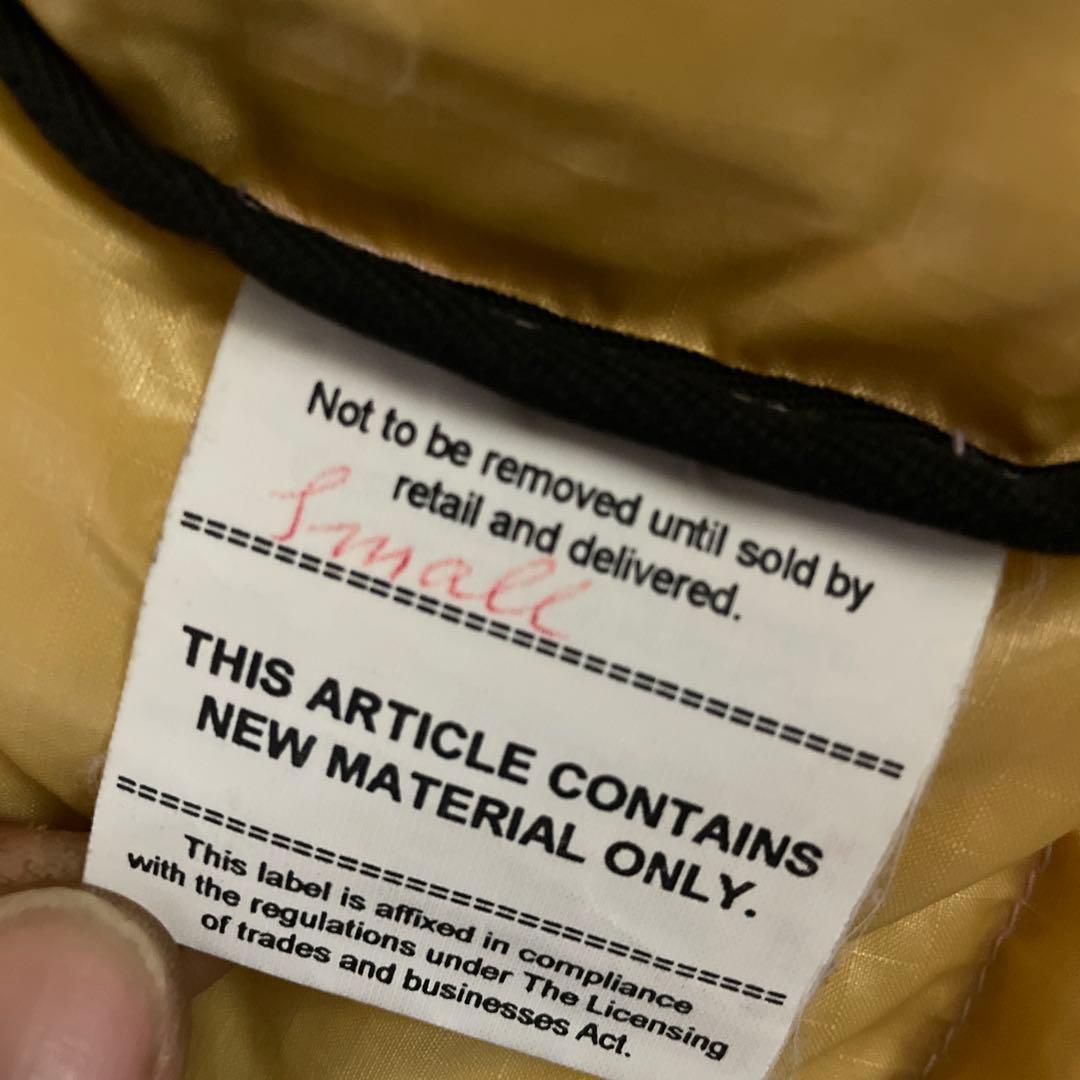 Not to be removed until sold by
retail and delivered.
Small
===================================
THIS ARTICLE CONTAINS
NEW MATERIAL ONLY.
===================================
This label is affixed in compliance
with the regulations under The Licensing
of trades and businesses Act.